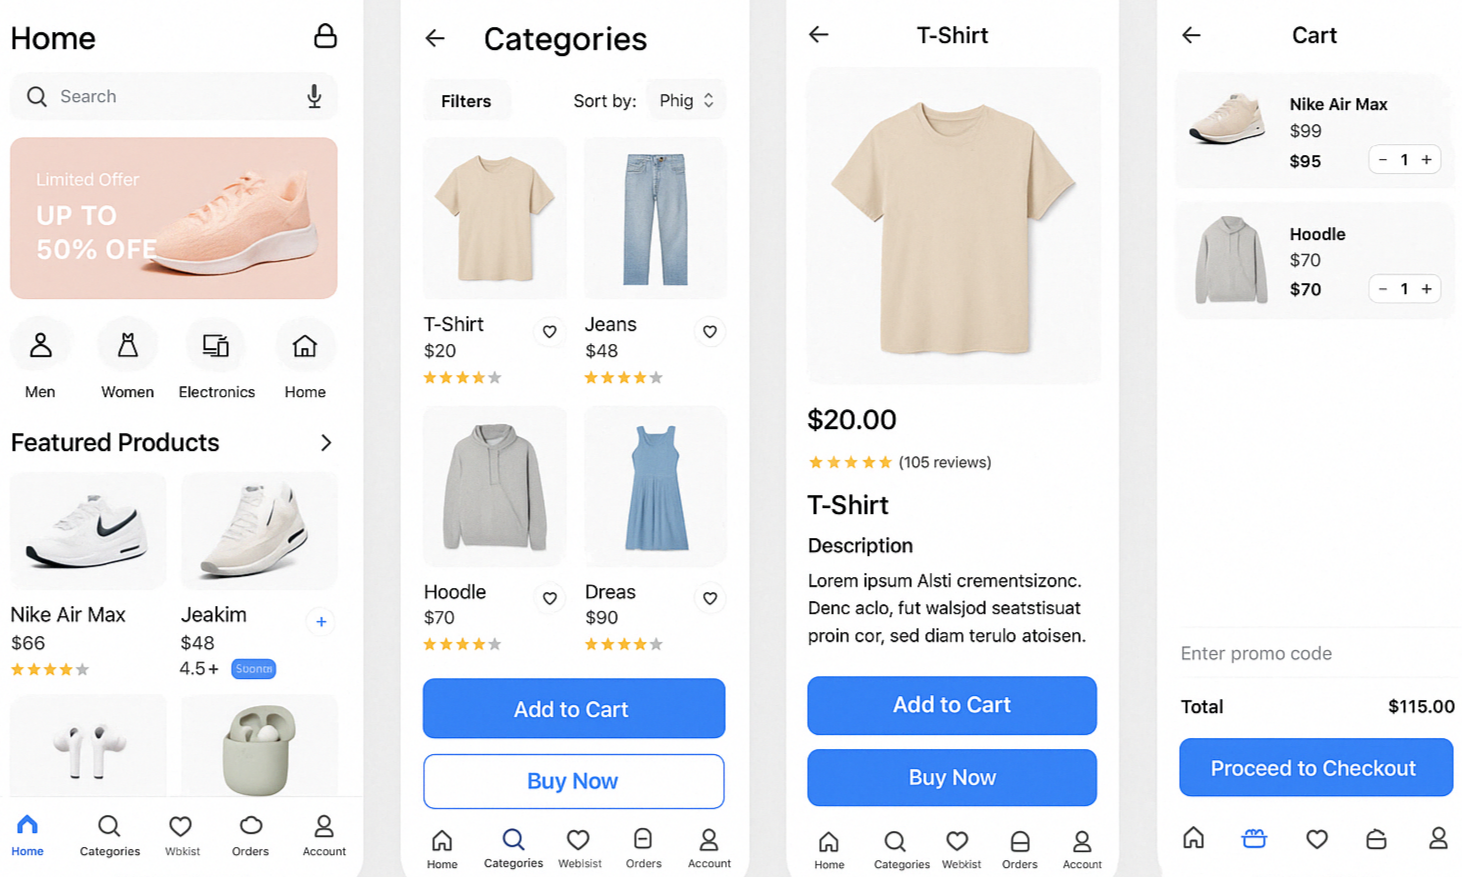 Home
Search
Limited Offer
UP TO
50% OFE
Men
Women
Electronics
Home
Featured Products
Nike Air Max
$66
Jeakim
$48
4.5+
Home
Categories
Wbkist
Orders
Account
Categories
Filters
Sort by:
Phig
T-Shirt
$20
Jeans
$48
Hoodle
$70
Dreas
$90
Add to Cart
Buy Now
Home
Categories
Weblsist
Orders
Account
T-Shirt
$20.00
(105 reviews)
T-Shirt
Description
Lorem ipsum Alsti crementsizonc.
Denc aclo, fut walsjod seatstisuat
proin cor, sed diam terulo atoisen.
Add to Cart
Buy Now
Home
Categories
Webkist
Orders
Account
Cart
Nike Air Max
$99
$95
− 1 +
Hoodle
$70
$70
− 1 +
Enter promo code
Total $115.00
Proceed to Checkout